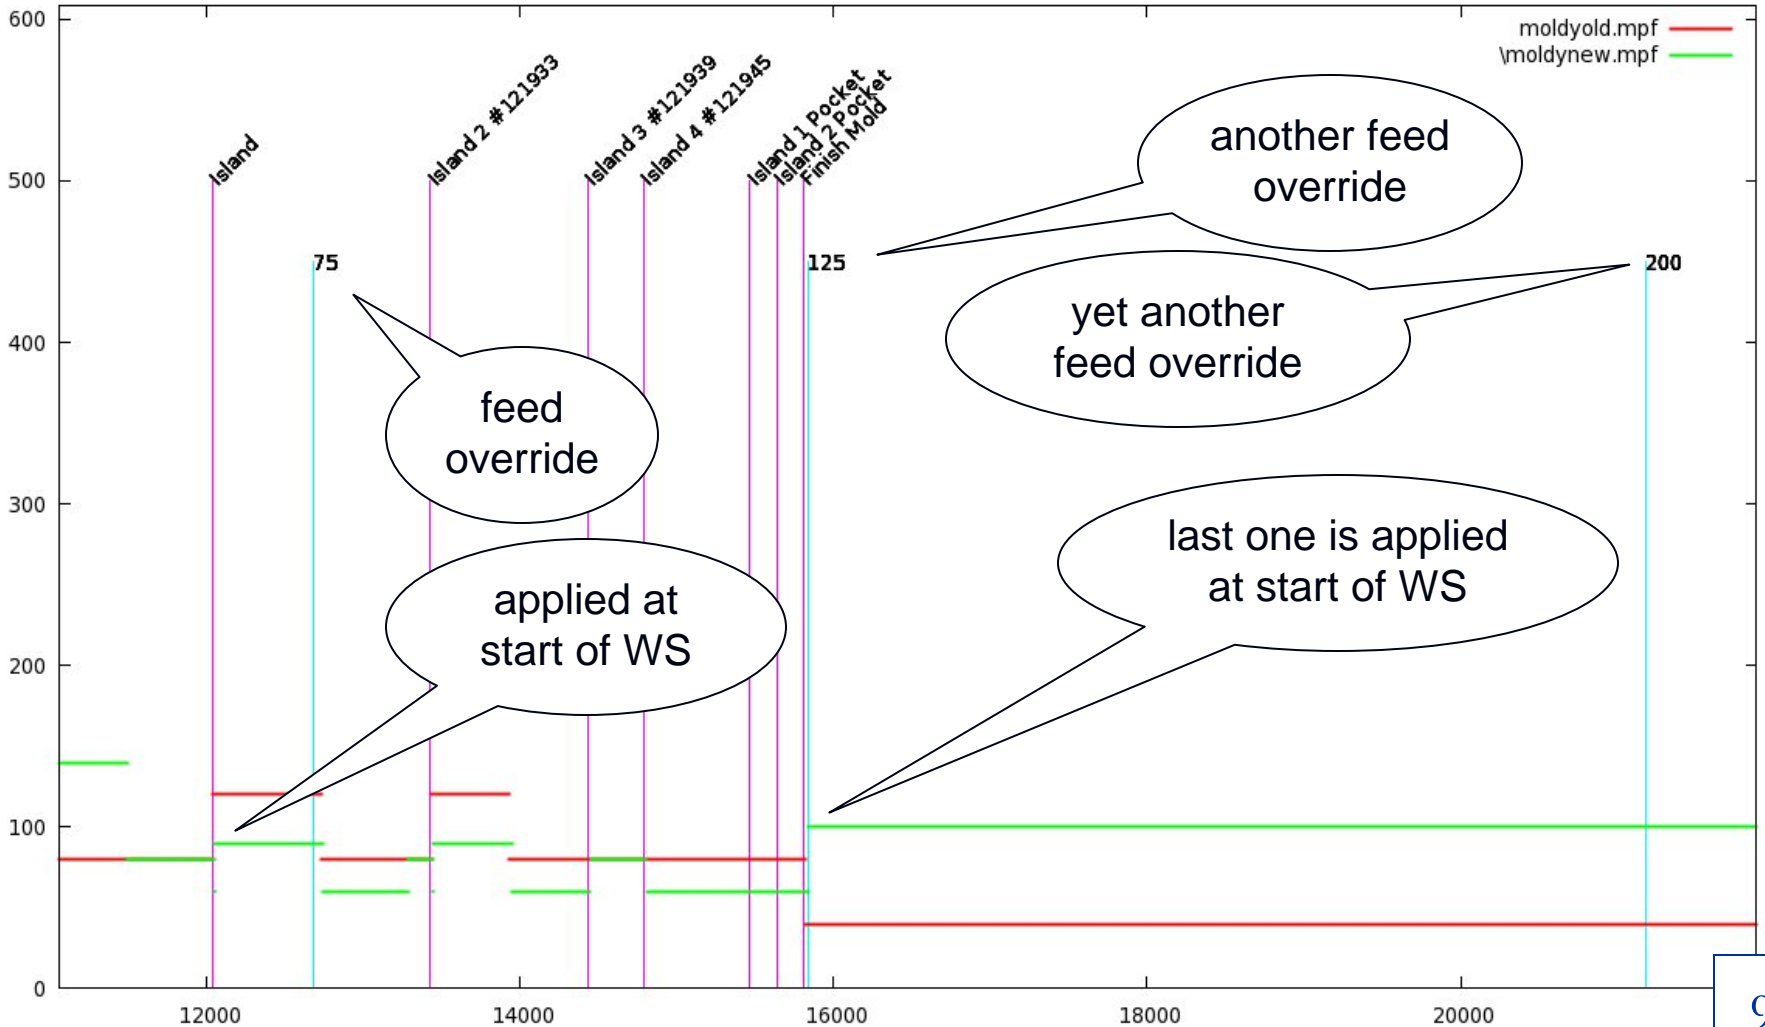 600
moldyold.mpf
\moldynew.mpf
Island
Island 2 #121933
Island 3 #121939
Island 4 #121945
Island 1 Pocket
Island 2 Pocket
Finish Mold
another feed
override
500
75
125
200
yet another
feed override
400
feed
override
300
last one is applied
at start of WS
applied at
start of WS
200
100
0
12000
14000
16000
18000
20000